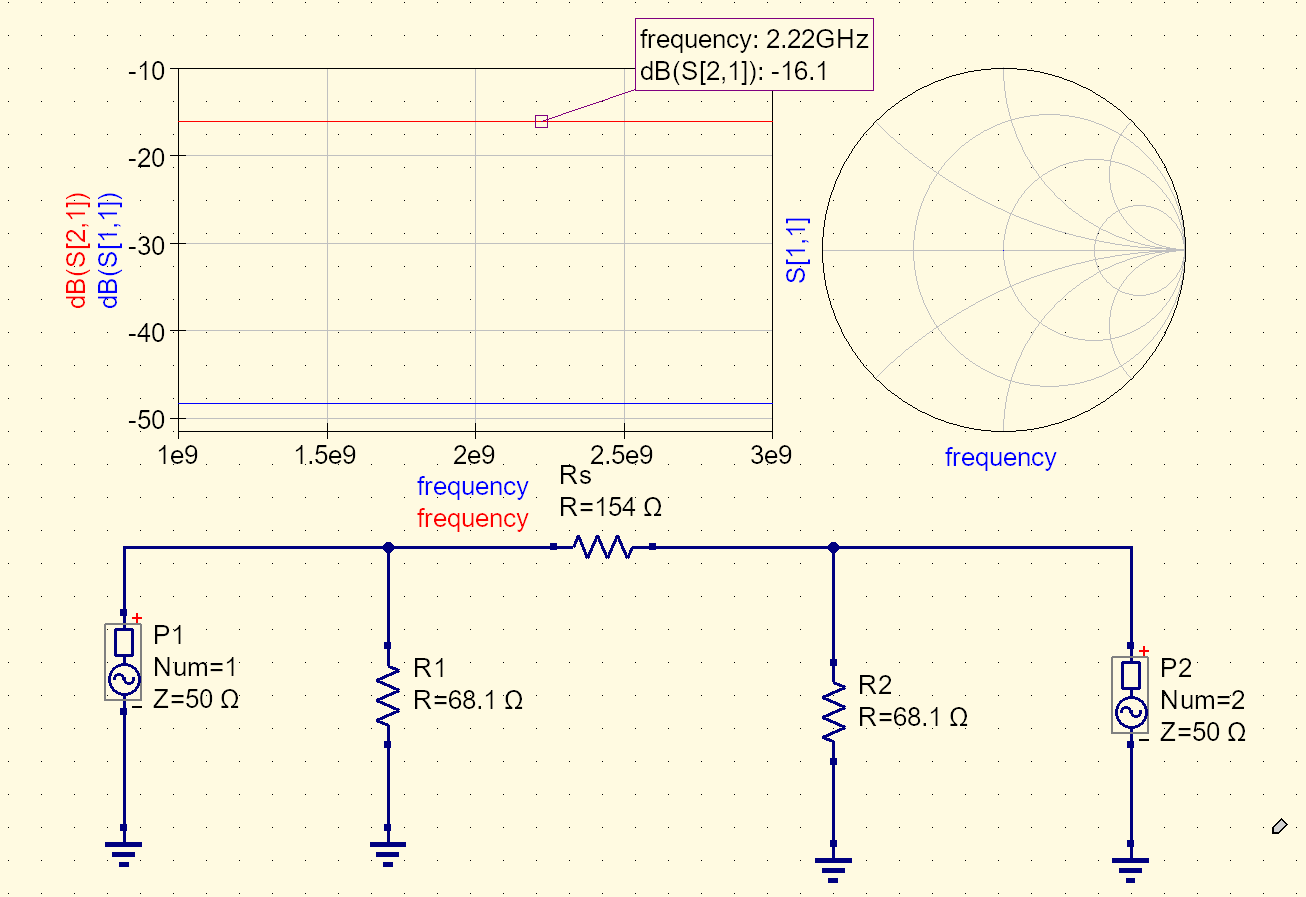 frequency: 2.22GHz
dB(S[2,1]): -16.1
-10
-20
-30
-40
-50
dB(S[2,1])
dB(S[1,1])
1e9
1.5e9
2e9
2.5e9
3e9
frequency
frequency
S[1,1]
frequency
Rs
R=154 Ω
+
P1
Num=1
Z=50 Ω
–
R1
R=68.1 Ω
R2
R=68.1 Ω
+
P2
Num=2
Z=50 Ω
–